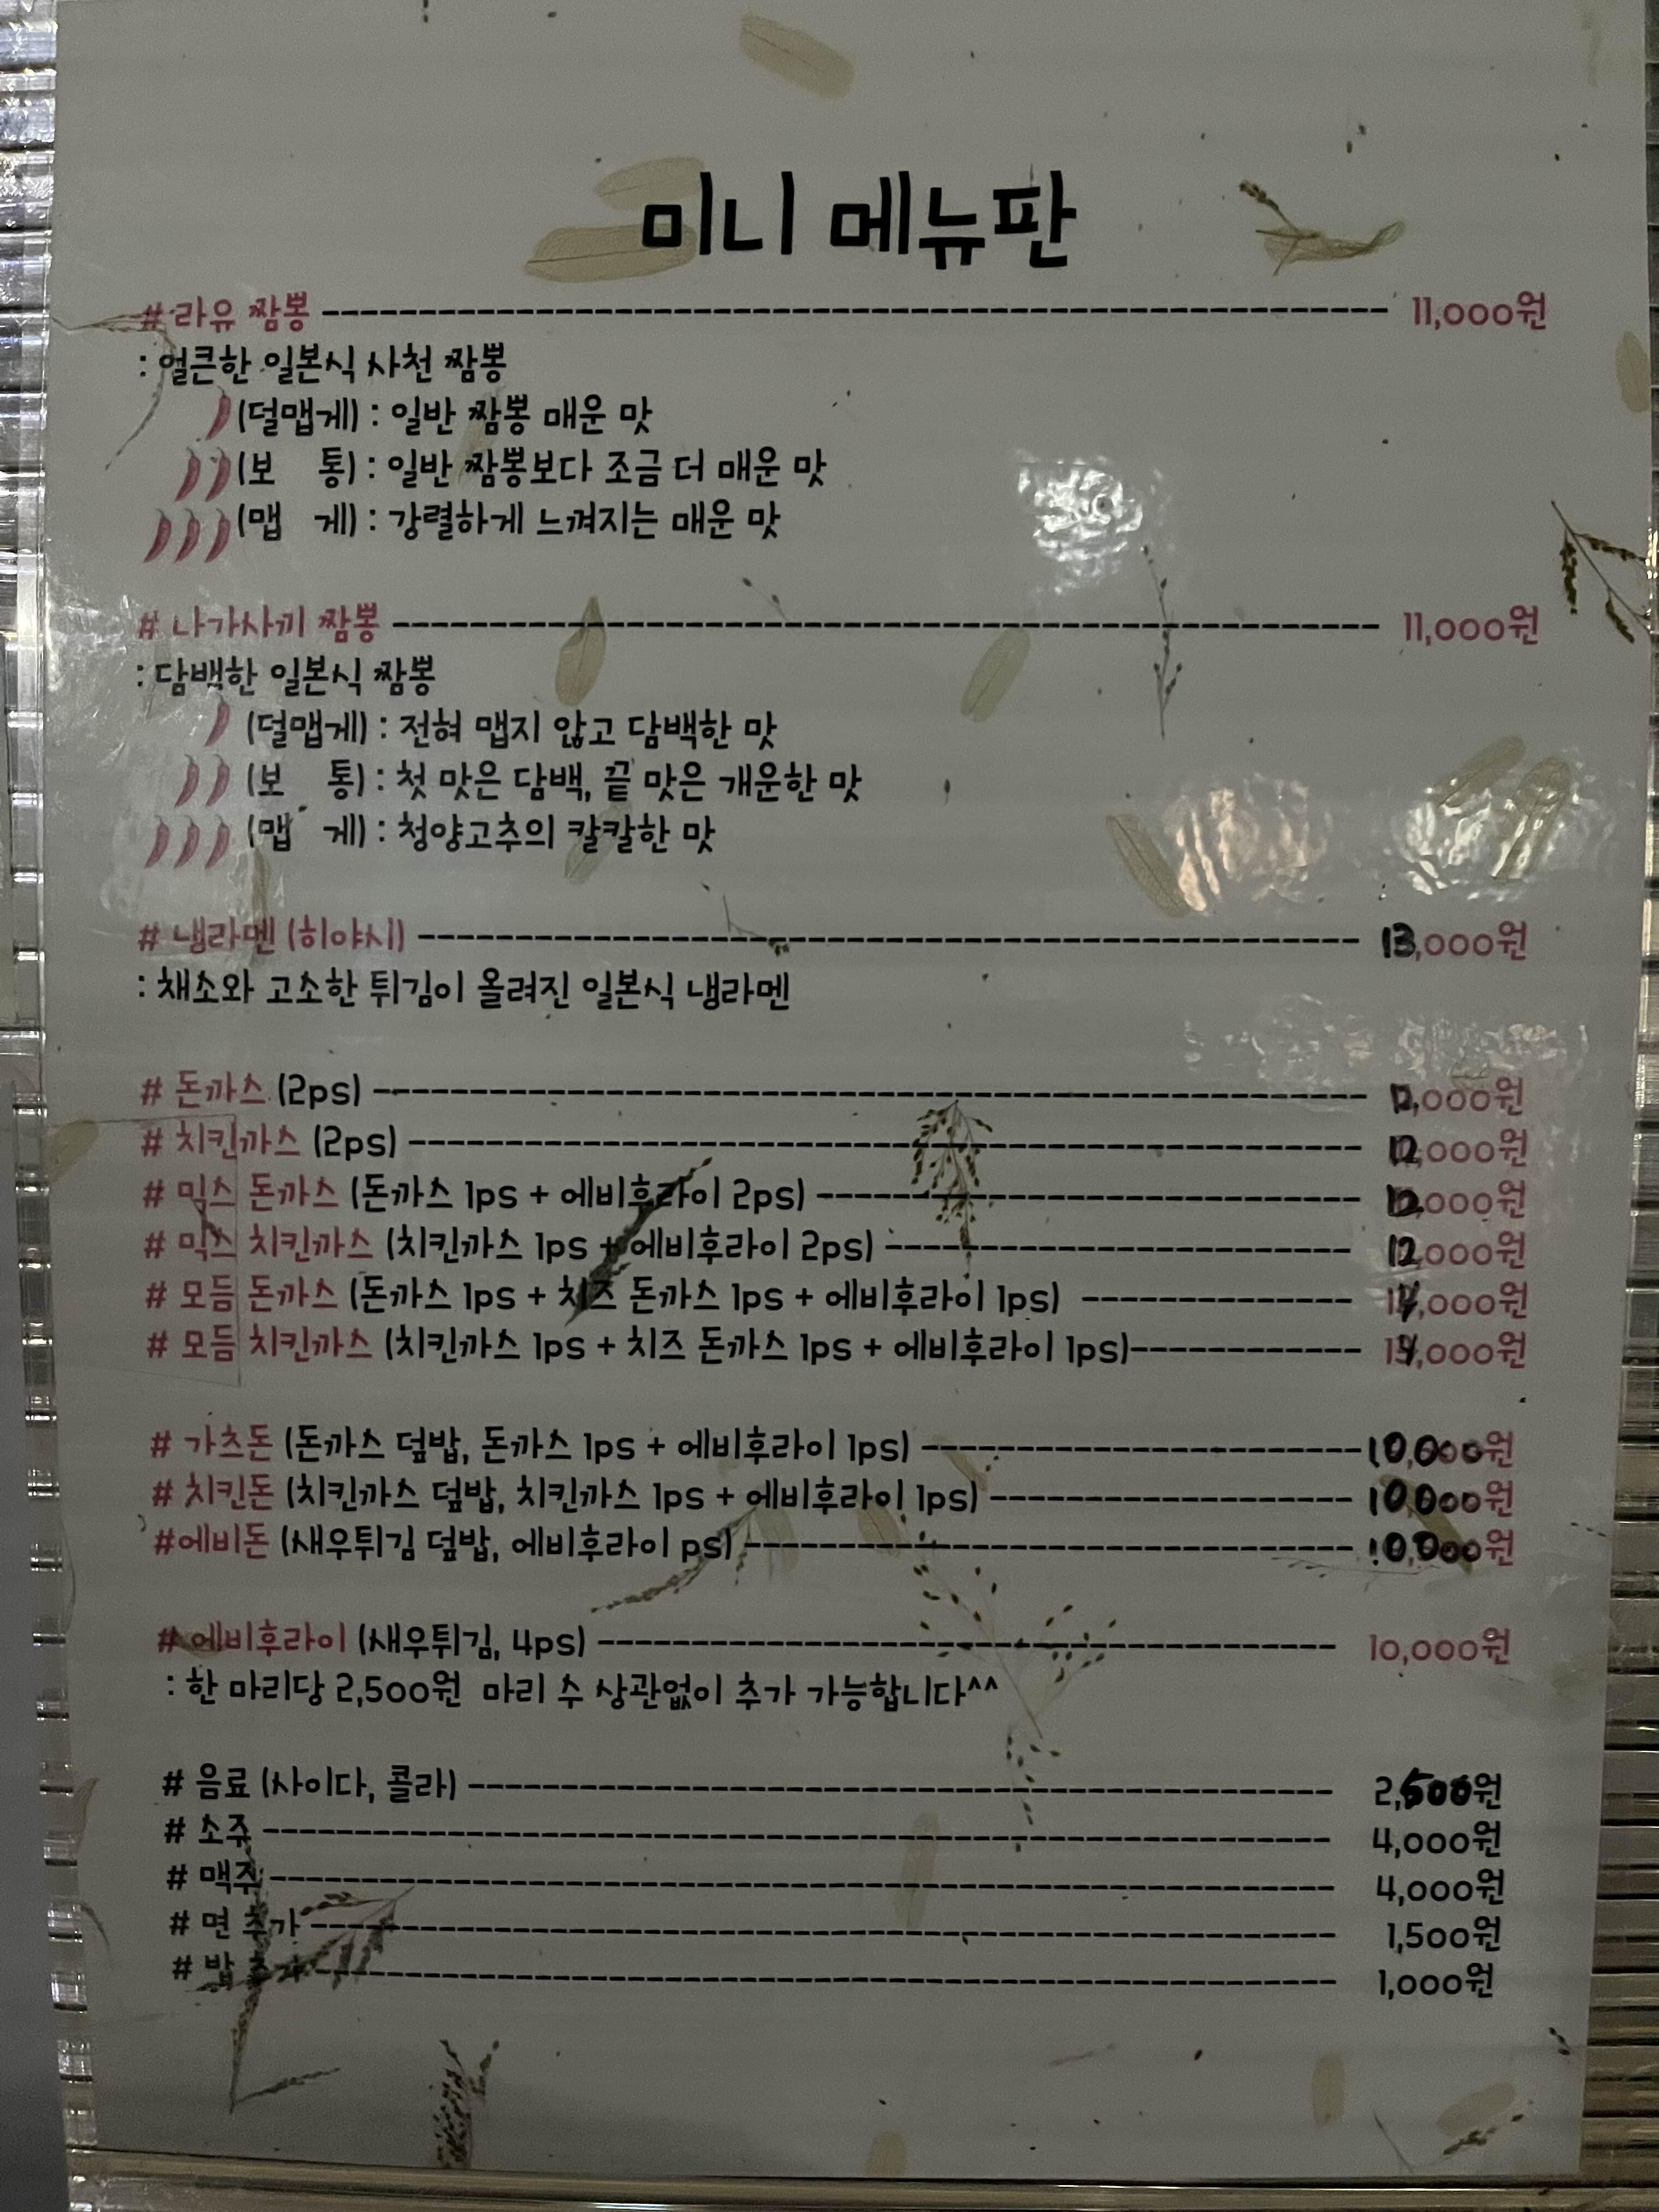 미니 메뉴판
# 라유 짬뽕 ---------- 11,000원
: 얼큰한 일본식 사천 짬뽕
(덜맵게) : 일반 짬뽕 매운 맛
(보 통) : 일반 짬뽕보다 조금 더 매운 맛
(맵 게) : 강렬하게 느껴지는 매운 맛
# 나가사끼 짬뽕 ---------- 11,000원
: 담백한 일본식 짬뽕
(덜맵게) : 전혀 맵지 않고 담백한 맛
(보 통) : 첫 맛은 담백, 끝 맛은 개운한 맛
(맵 게) : 청양고추의 칼칼한 맛
# 냉라멘 (히야시) ---------- 13,000원
: 채소와 고소한 튀김이 올려진 일본식 냉라멘
# 돈까스 (2ps) ----------
# 치킨까스 (2ps) ---------- 12,000원
# 믹스 돈까스 (돈까스 1ps + 에비후라이 2ps) ---------- 12,000원
# 믹스 치킨까스 (치킨까스 1ps + 에비후라이 2ps) ---------- 12,000원
# 모듬 돈까스 (돈까스 1ps + 치즈 돈까스 1ps + 에비후라이 1ps) ---------- 14,000원
# 모듬 치킨까스 (치킨까스 1ps + 치즈 돈까스 1ps + 에비후라이 1ps)---------- 14,000원
# 가츠돈 (돈까스 덮밥, 돈까스 1ps + 에비후라이 1ps) ---------- 10,000원
# 치킨돈 (치킨까스 덮밥, 치킨까스 1ps + 에비후라이 1ps) ---------- 10,000원
#에비돈 (새우튀김 덮밥, 에비후라이 ps) ---------- 10,000원
# 에비후라이 (새우튀김, 4ps) ---------- 10,000원
: 한 마리당 2,500원 마리 수 상관없이 추가 가능합니다^^
# 음료 (사이다, 콜라) ---------- 2,500원
# 소주 ---------- 4,000원
# 맥주 ---------- 4,000원
# 면 추가 ---------- 1,500원
# 밥 추가 ---------- 1,000원